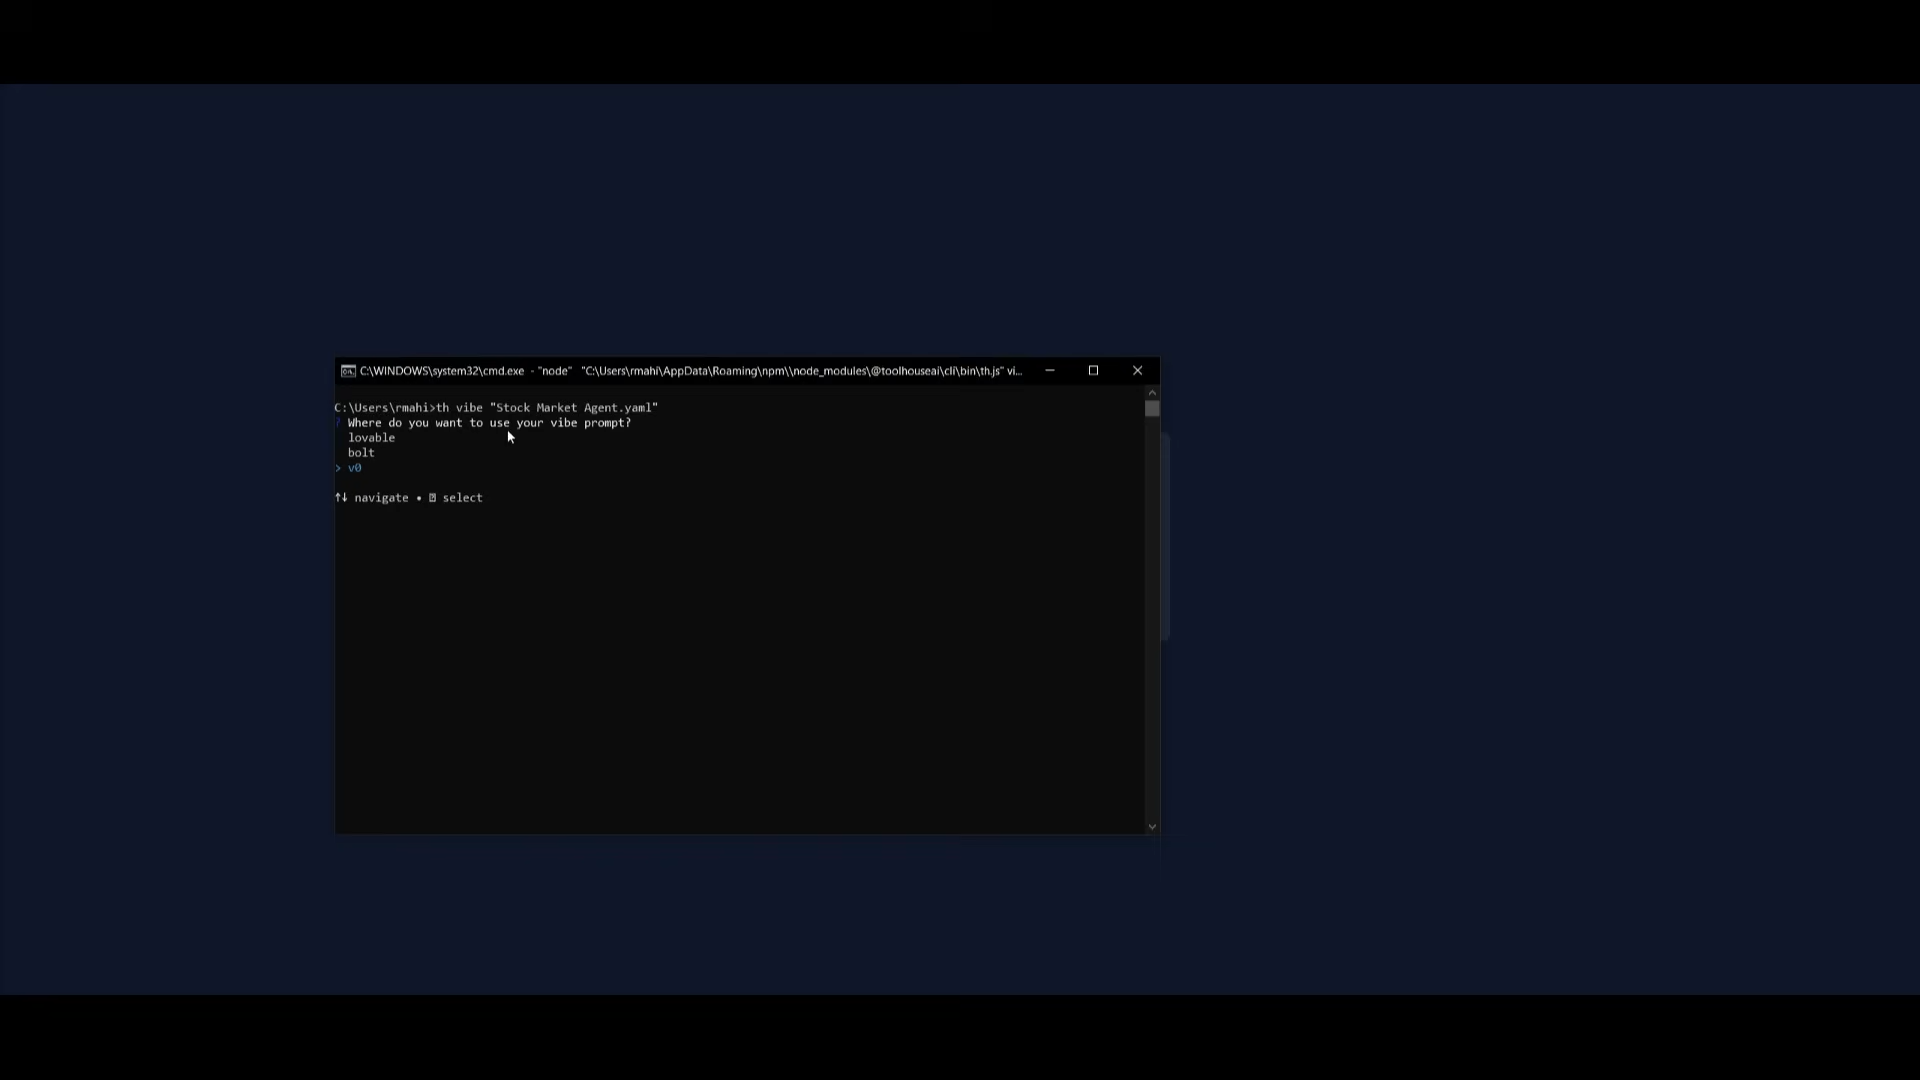 C:\WINDOWS\system32\cmd.exe - "node" "C:\Users\rmahi\AppData\Roaming\npm\\node_modules\@toolhouseai\cli\bin\th.js" vi...
C:\Users\rmahi>th vibe "Stock Market Agent.yaml"
? Where do you want to use your vibe prompt?
lovable
bolt
> v0
↑↓ navigate • ⍰ select